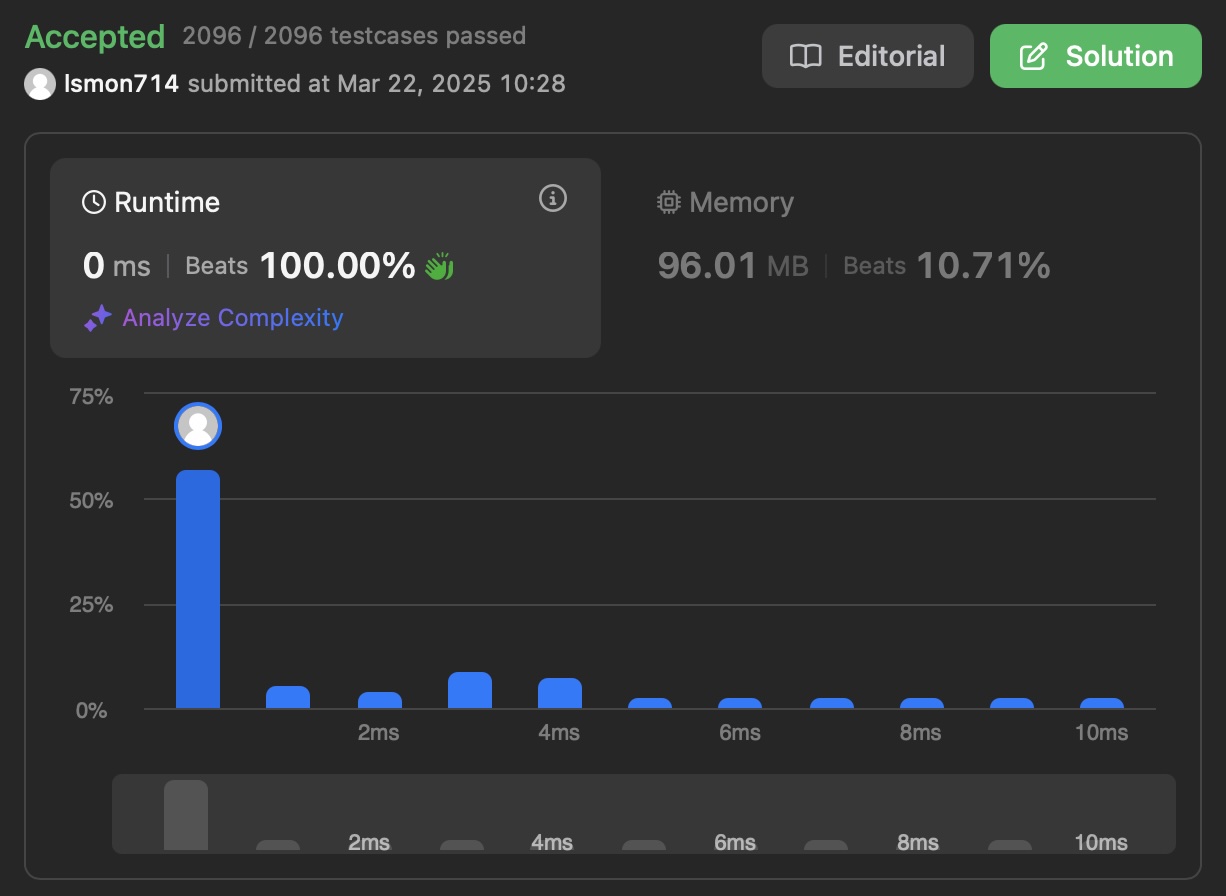 Accepted 2096 / 2096 testcases passed
lsmon714 submitted at Mar 22, 2025 10:28
Editorial
Solution
Runtime
0 ms | Beats 100.00%
Analyze Complexity
Memory
96.01 MB | Beats 10.71%
75%
50%
25%
0%
2ms 4ms 6ms 8ms 10ms
2ms 4ms 6ms 8ms 10ms